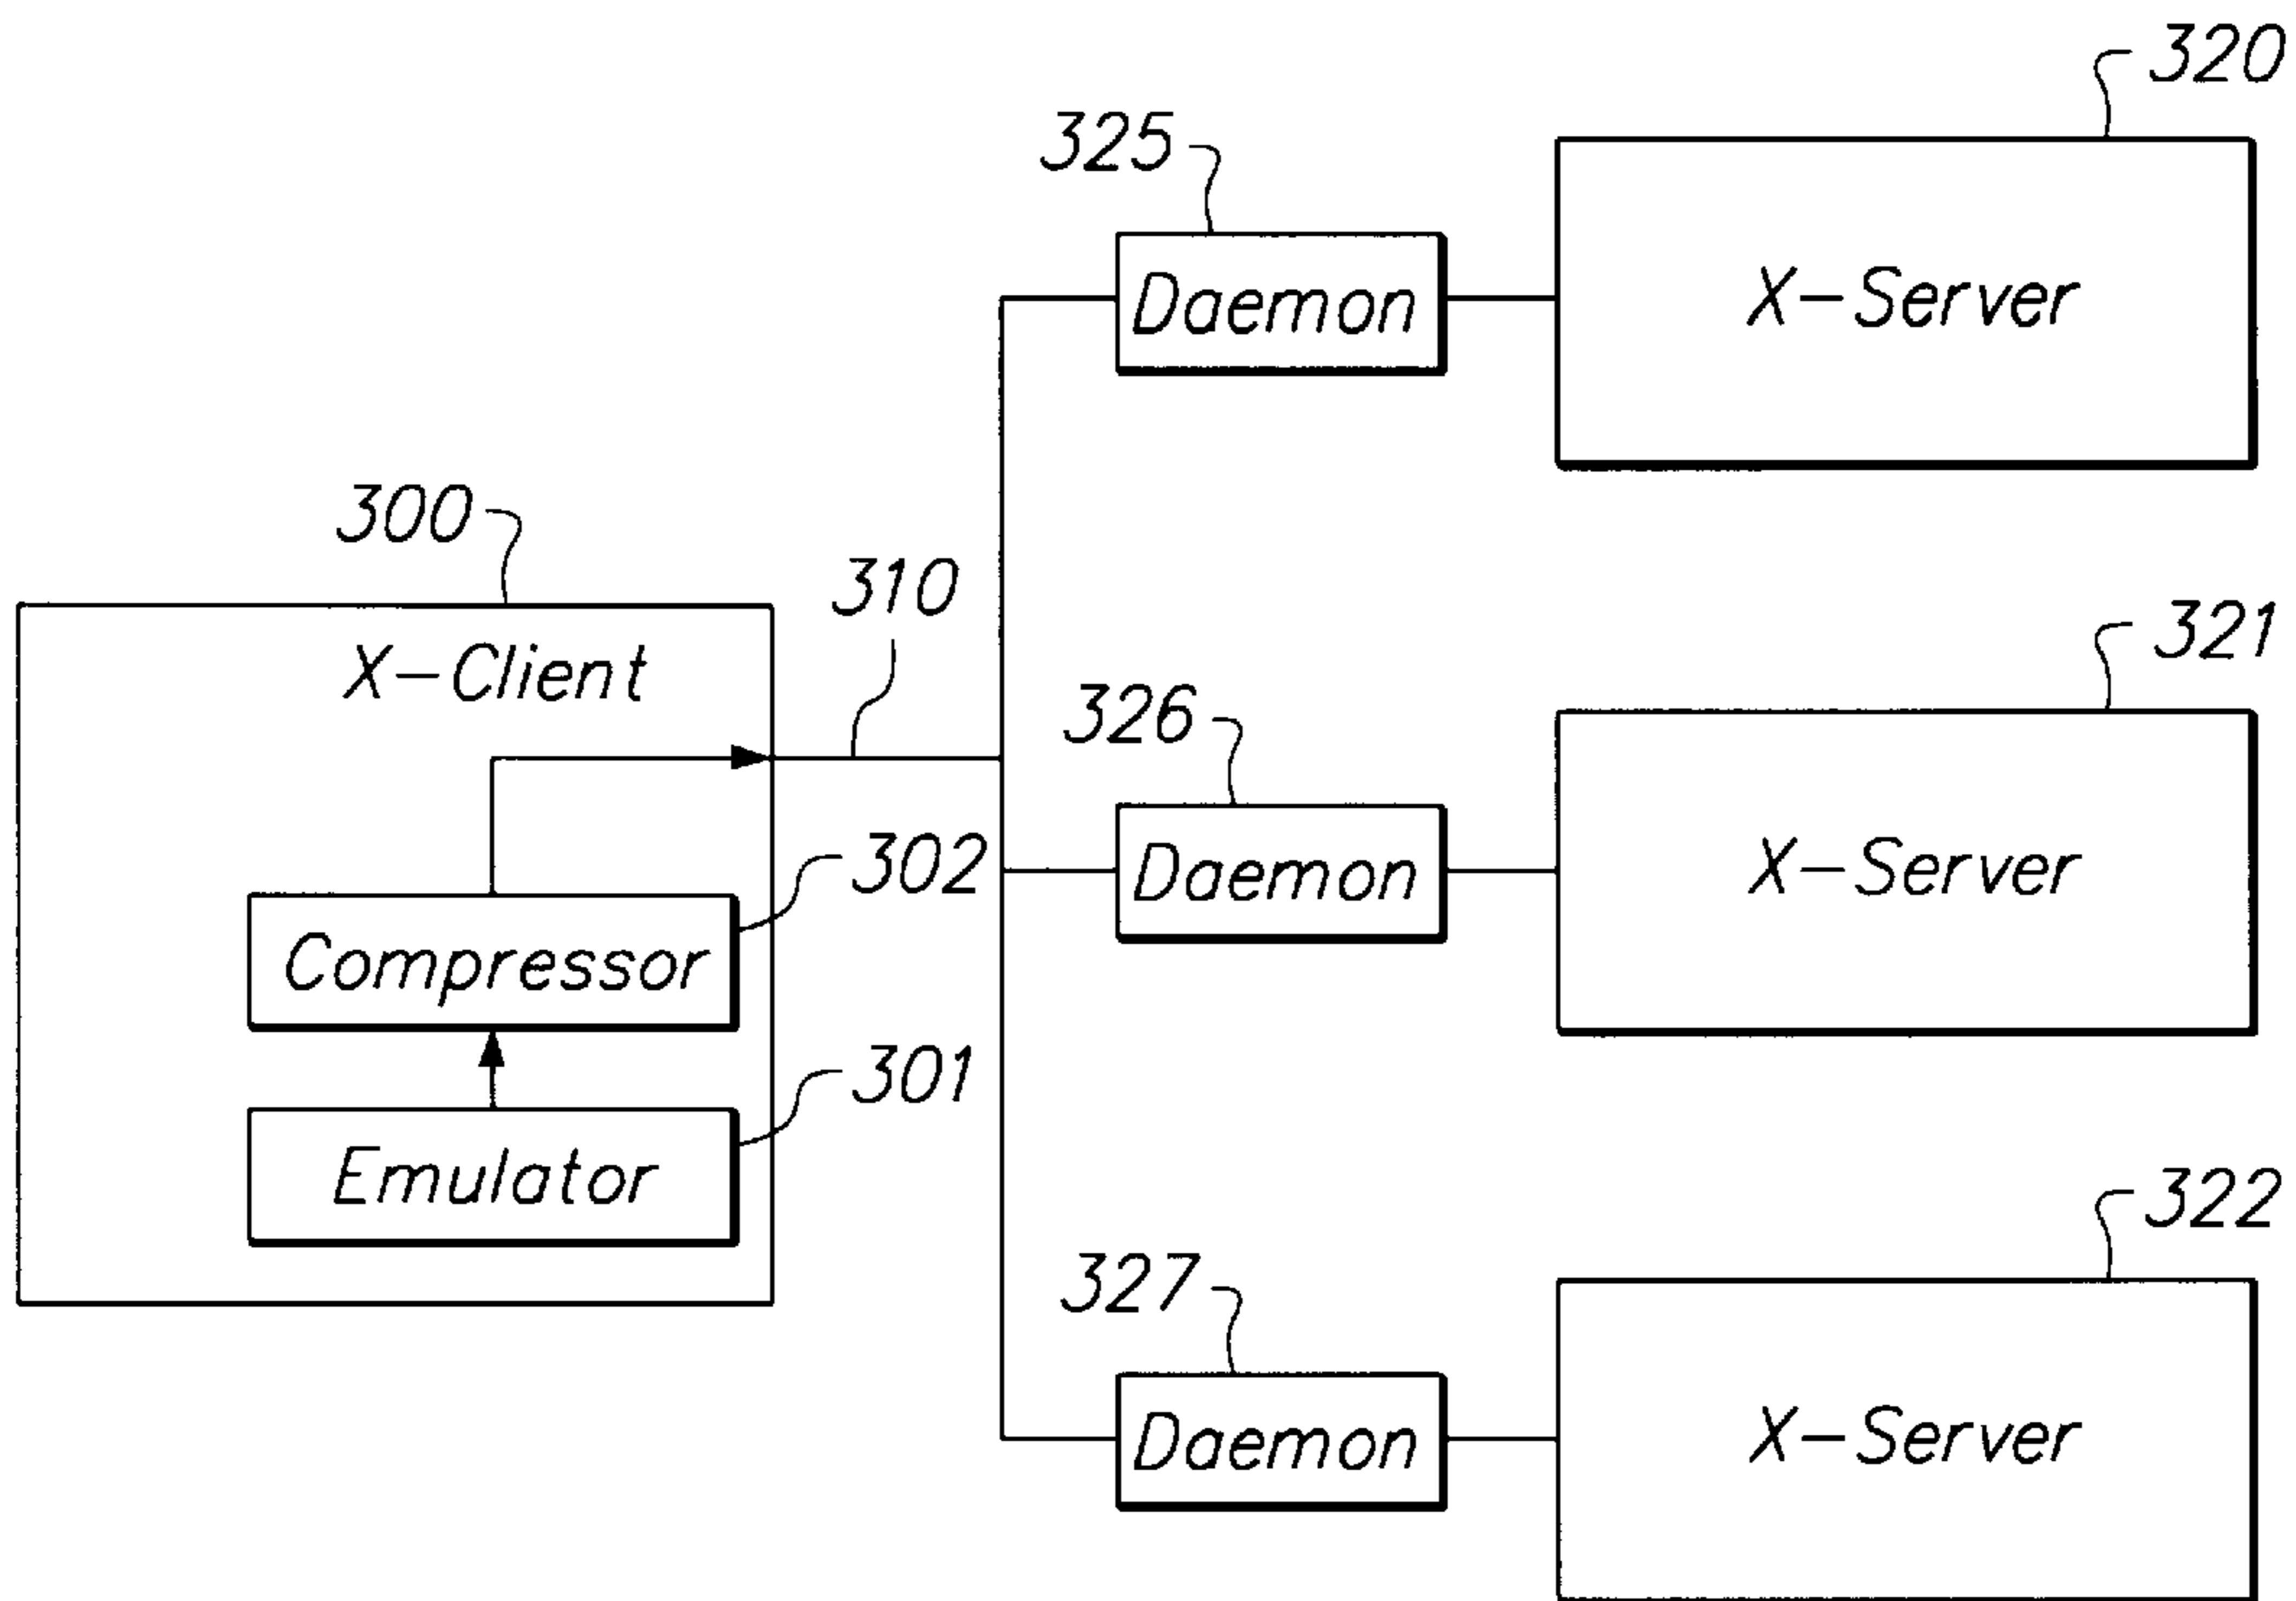 320
325
Daemon
X-Server
300
310
X-Client
321
326
Daemon
X-Server
302
Compressor
301
Emulator
322
327
Daemon
X-Server